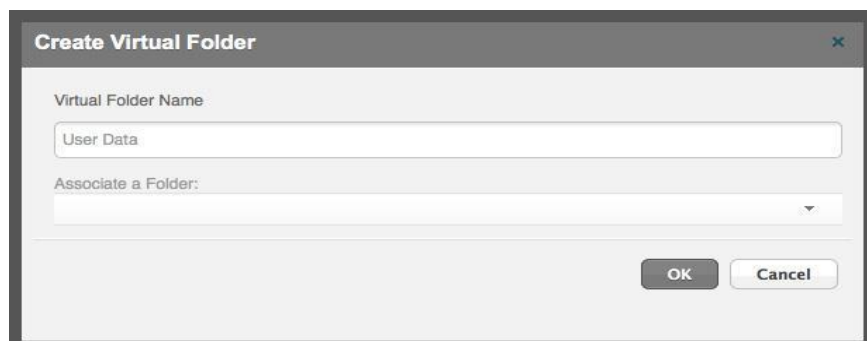 Create Virtual Folder
Virtual Folder Name
User Data
Associate a Folder:
OK Cancel